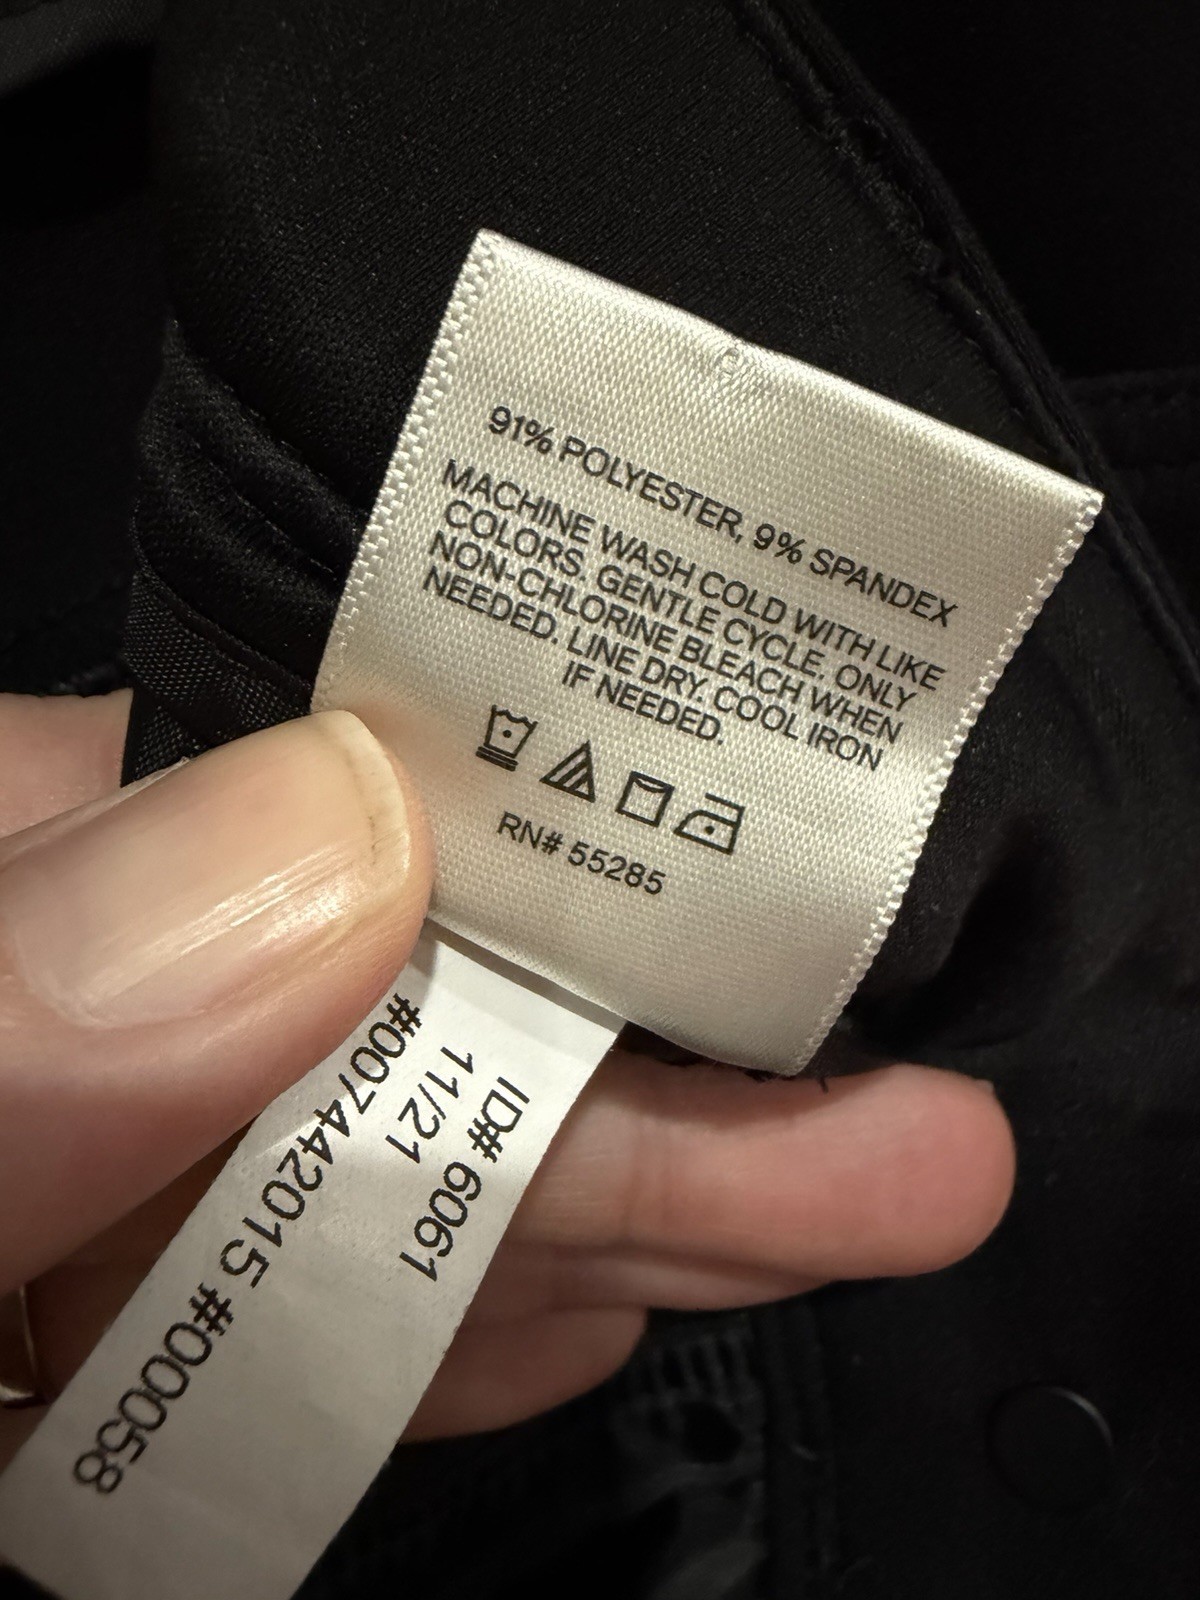 91% POLYESTER, 9% SPANDEX
MACHINE WASH COLD WITH LIKE
COLORS. GENTLE CYCLE. ONLY
NON-CHLORINE BLEACH WHEN
NEEDED. LINE DRY. COOL IRON
IF NEEDED.
RN# 55285
ID# 6061
11/21
#007442015 #00058